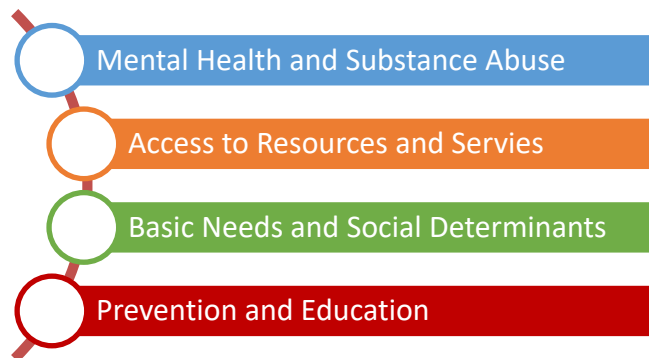 Mental Health and Substance Abuse
Access to Resources and Servies
Basic Needs and Social Determinants
Prevention and Education